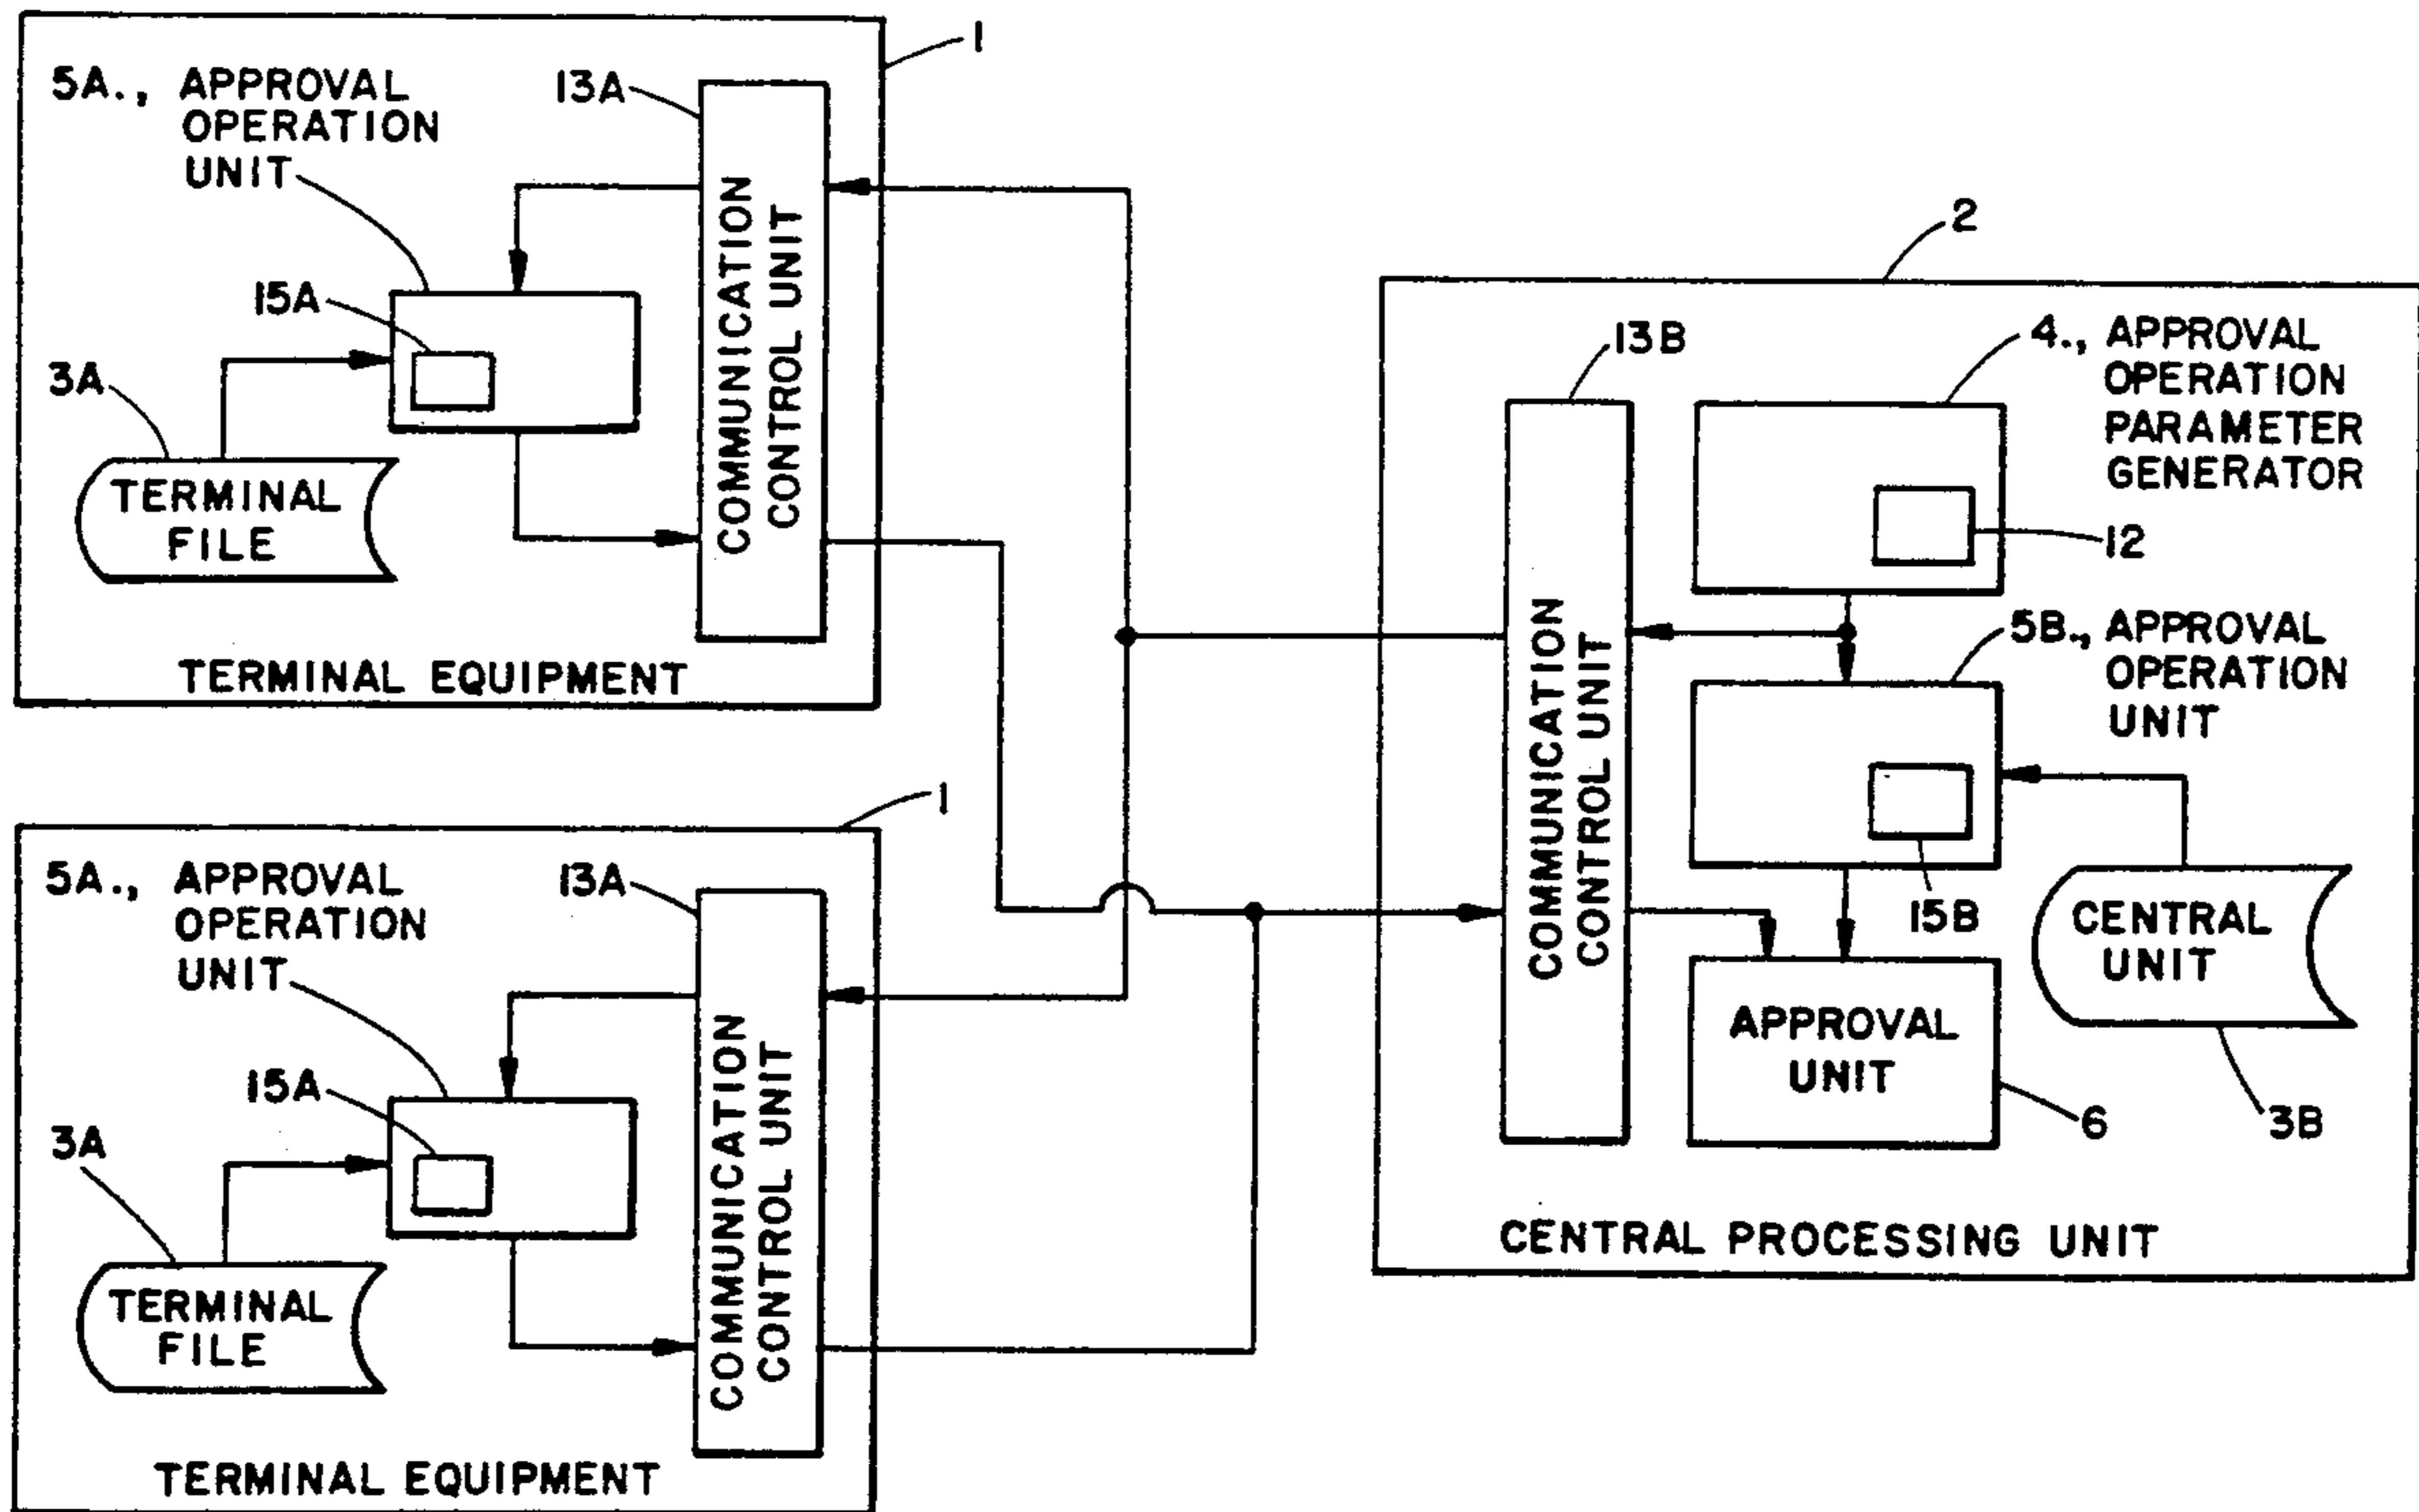 1
5A., APPROVAL
OPERATION
UNIT
13A
15A
3A
TERMINAL
FILE
COMMUNICATION
CONTROL UNIT
TERMINAL EQUIPMENT
1
5A., APPROVAL
OPERATION
UNIT
13A
15A
3A
TERMINAL
FILE
COMMUNICATION
CONTROL UNIT
TERMINAL EQUIPMENT
2
13B
4., APPROVAL
OPERATION
PARAMETER
GENERATOR
12
COMMUNICATION
CONTROL UNIT
5B., APPROVAL
OPERATION
UNIT
15B
CENTRAL
UNIT
APPROVAL
UNIT
6
3B
CENTRAL PROCESSING UNIT